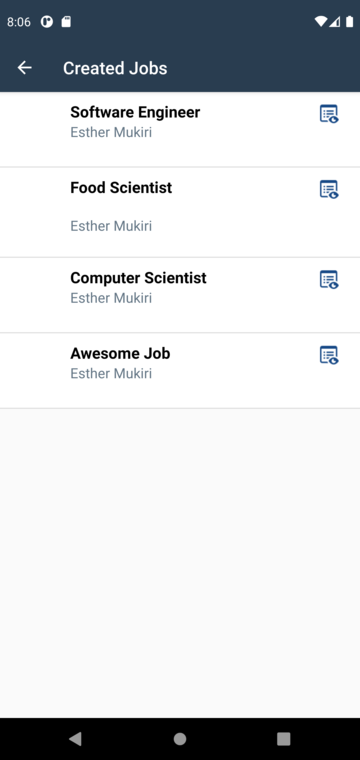 8:06
Created Jobs
Software Engineer
Esther Mukiri
Food Scientist
Esther Mukiri
Computer Scientist
Esther Mukiri
Awesome Job
Esther Mukiri